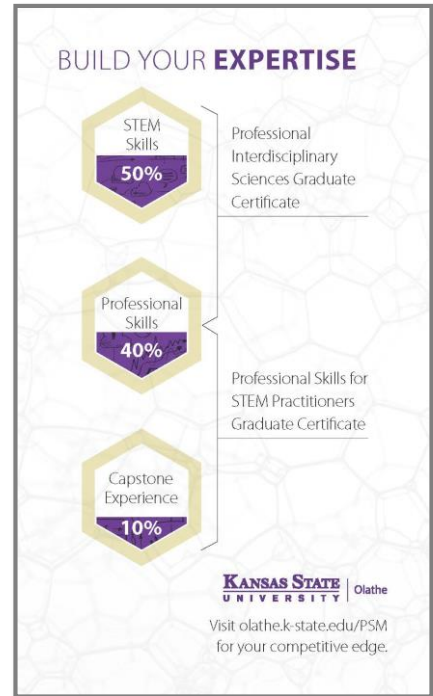 BUILD YOUR EXPERTISE
STEM
Skills
50%
Professional
Interdisciplinary
Sciences Graduate
Certificate
Professional
Skills
40%
Professional Skills for
STEM Practitioners
Graduate Certificate
Capstone
Experience
10%
KANSAS STATE
UNIVERSITY
Olathe
Visit olathe.k-state.edu/PSM
for your competitive edge.